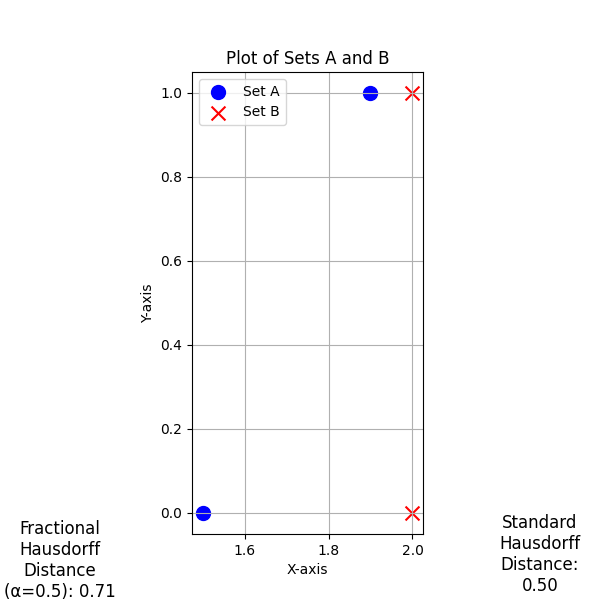 Plot of Sets A and B
Set A
Set B
1.0
0.8
0.6
0.4
0.2
0.0
Y-axis
1.6 1.8 2.0
X-axis
Fractional
Hausdorff
Distance
(α=0.5): 0.71
Standard
Hausdorff
Distance:
0.50